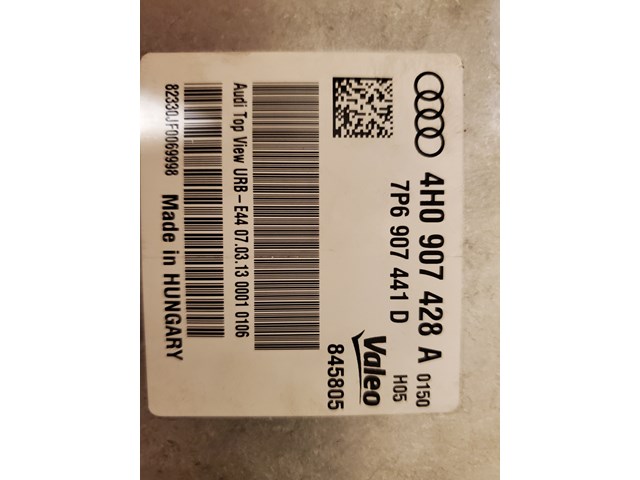 4H0 907 428 A 0150
7P6 907 441 D H05
Valeo
845805
Audi Top View URB-E44 07.03.13 0001 0106
82330JF0069998 Made in HUNGARY